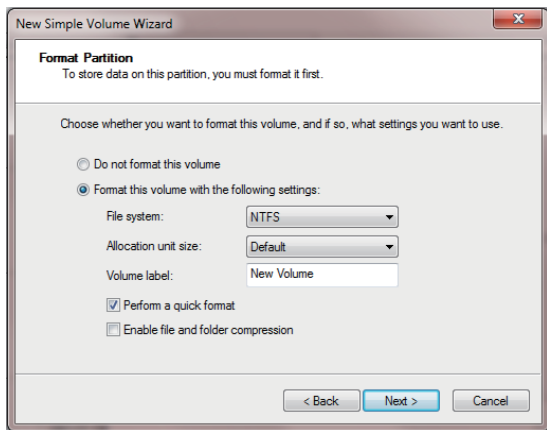 New Simple Volume Wizard
Format Partition
To store data on this partition, you must format it first.
Choose whether you want to format this volume, and if so, what settings you want to use.
Do not format this volume
Format this volume with the following settings:
File system: NTFS
Allocation unit size: Default
Volume label: New Volume
Perform a quick format
Enable file and folder compression
< Back Next > Cancel